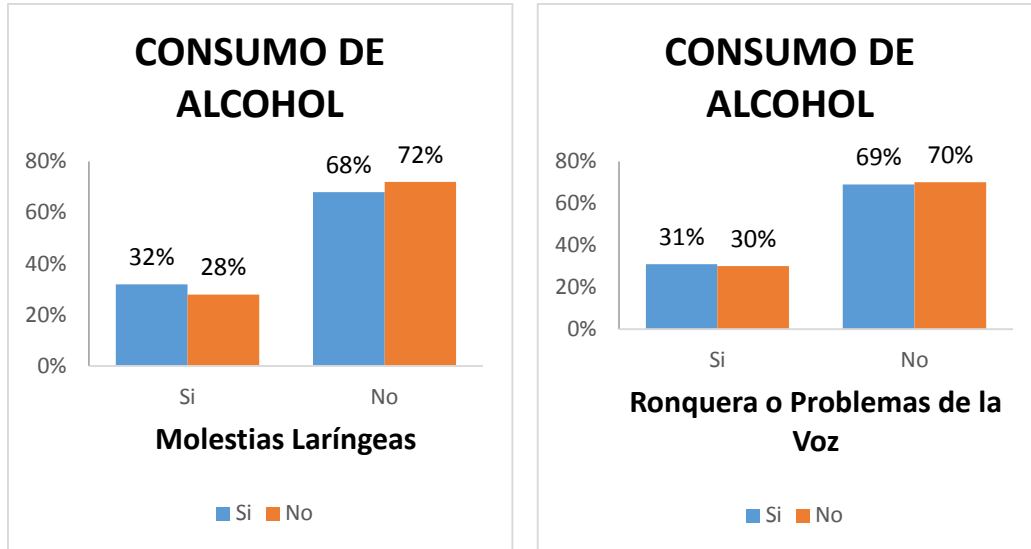 CONSUMO DE
ALCOHOL
80%
60%
40%
20%
0%
32%
28%
68%
72%
Si
No
Molestias Laríngeas
Si No
CONSUMO DE
ALCOHOL
80%
60%
40%
20%
0%
31%
30%
69%
70%
Si
No
Ronquera o Problemas de la
Voz
Si No